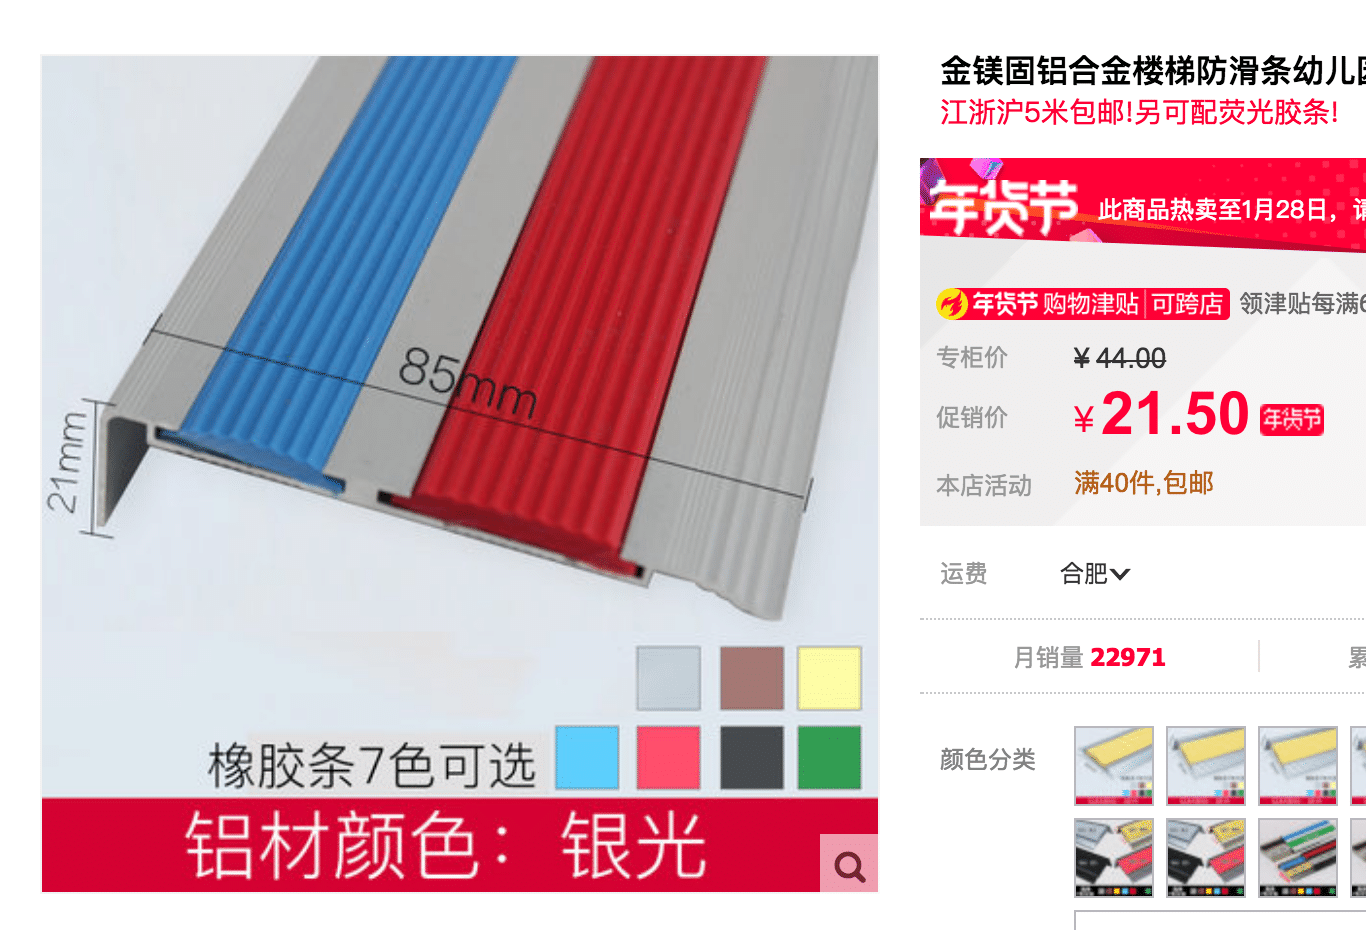 金镁固铝合金楼梯防滑条幼儿
江浙沪5米包邮!另可配荧光胶条!
年货节 此商品热卖至1月28日，请
年货节 购物津贴 可跨店 领津贴每满6
专柜价 ¥ 44.00
促销价 ¥ 21.50 年货节
本店活动 满40件,包邮
运费 合肥
月销量 22971 累
颜色分类
85mm
21mm
橡胶条7色可选
铝材颜色：银光